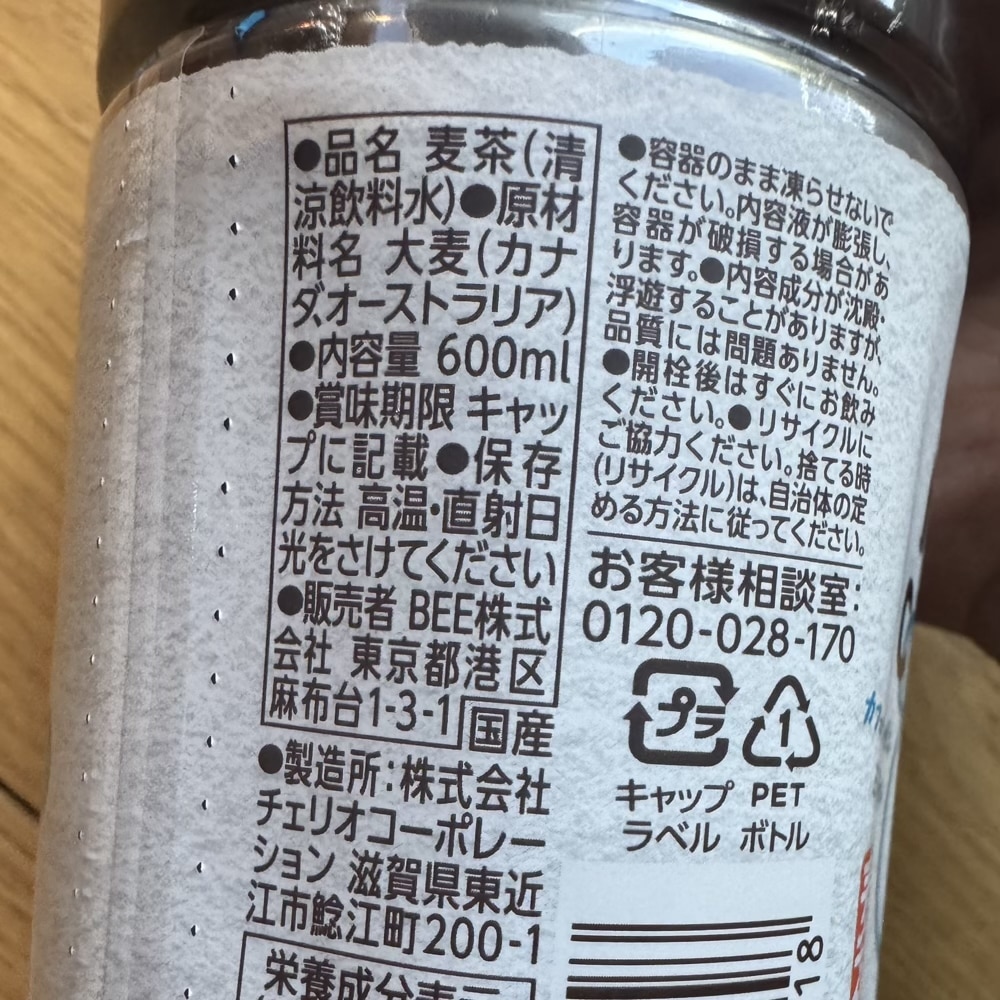 ●品名 麦茶(清
涼飲料水)●原材
料名 大麦(カナ
ダ、オーストラリア)
●内容量 600ml
●賞味期限 キャッ
プに記載●保存
方法 高温・直射日
光をさけてください
●販売者 BEE株式
会社 東京都港区
麻布台1-3-1
国産
●製造所:株式会社
チェリオコーポレー
ション 滋賀県東近
江市鯰江町200-1
栄養成分表示
●容器のまま凍らせないで
ください。内容液が膨張し、
容器が破損する場合があ
ります。●内容成分が沈殿・
浮遊することがありますが、
品質には問題ありません。
●開栓後はすぐにお飲み
ください。●リサイクルに
ご協力ください。捨てる時
(リサイクル)は、自治体の定
める方法に従ってください。
お客様相談室:
0120-028-170
プラ
1
キャップ PET
ラベル ボトル
18